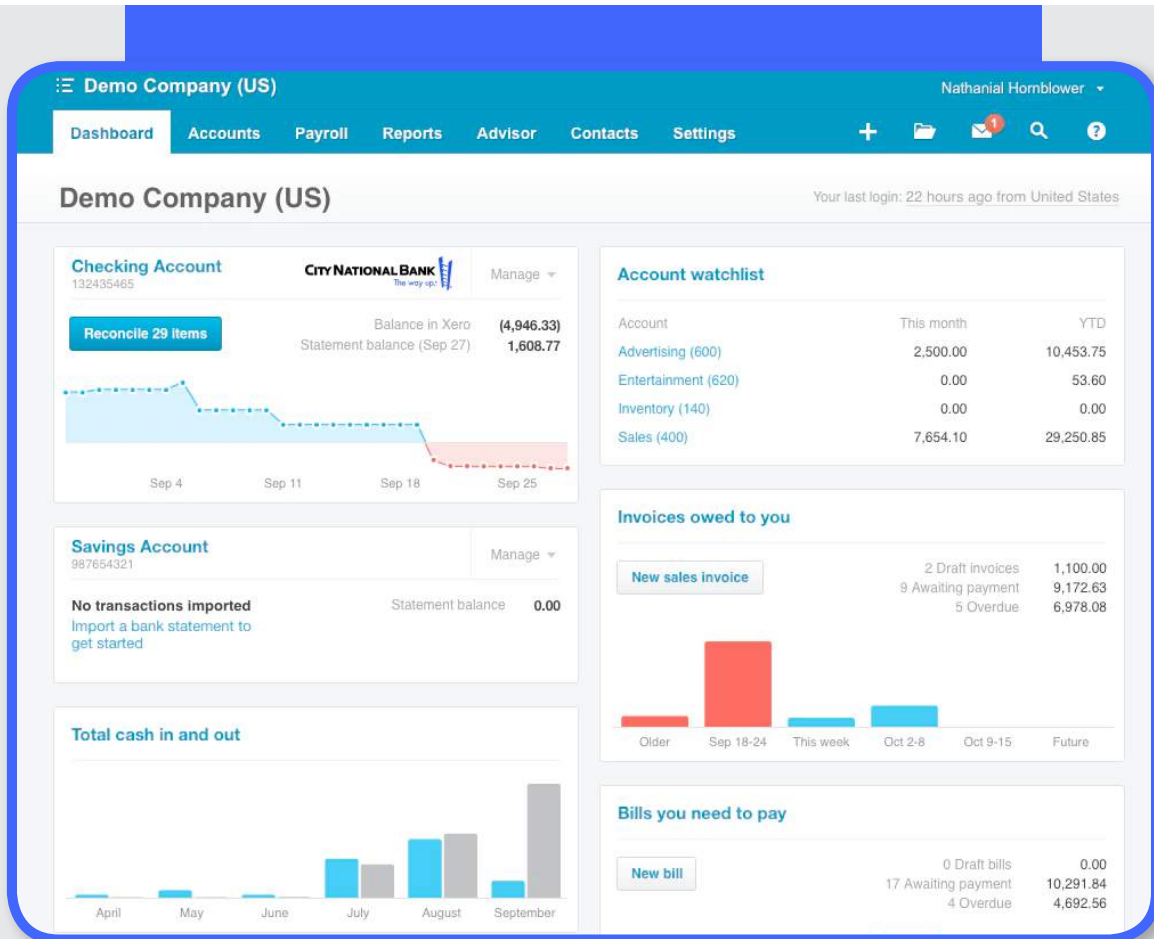 Demo Company (US)
Nathanial Hornblower
Dashboard Accounts Payroll Reports Advisor Contacts Settings
1
?
Demo Company (US)
Your last login: 22 hours ago from United States
Checking Account
132435465
CITY NATIONAL BANK
The way up.
Manage
Reconcile 29 items
Balance in Xero (4,946.33)
Statement balance (Sep 27) 1,608.77
Sep 4 Sep 11 Sep 18 Sep 25
Savings Account
987654321
Manage
No transactions imported
Import a bank statement to
get started
Statement balance 0.00
Total cash in and out
April May June July August September
Account watchlist
Account This month YTD
Advertising (600) 2,500.00 10,453.75
Entertainment (620) 0.00 53.60
Inventory (140) 0.00 0.00
Sales (400) 7,654.10 29,250.85
Invoices owed to you
New sales invoice
2 Draft invoices 1,100.00
9 Awaiting payment 9,172.63
5 Overdue 6,978.08
Older Sep 18-24 This week Oct 2-8 Oct 9-15 Future
Bills you need to pay
New bill
0 Draft bills 0.00
17 Awaiting payment 10,291.84
4 Overdue 4,692.56